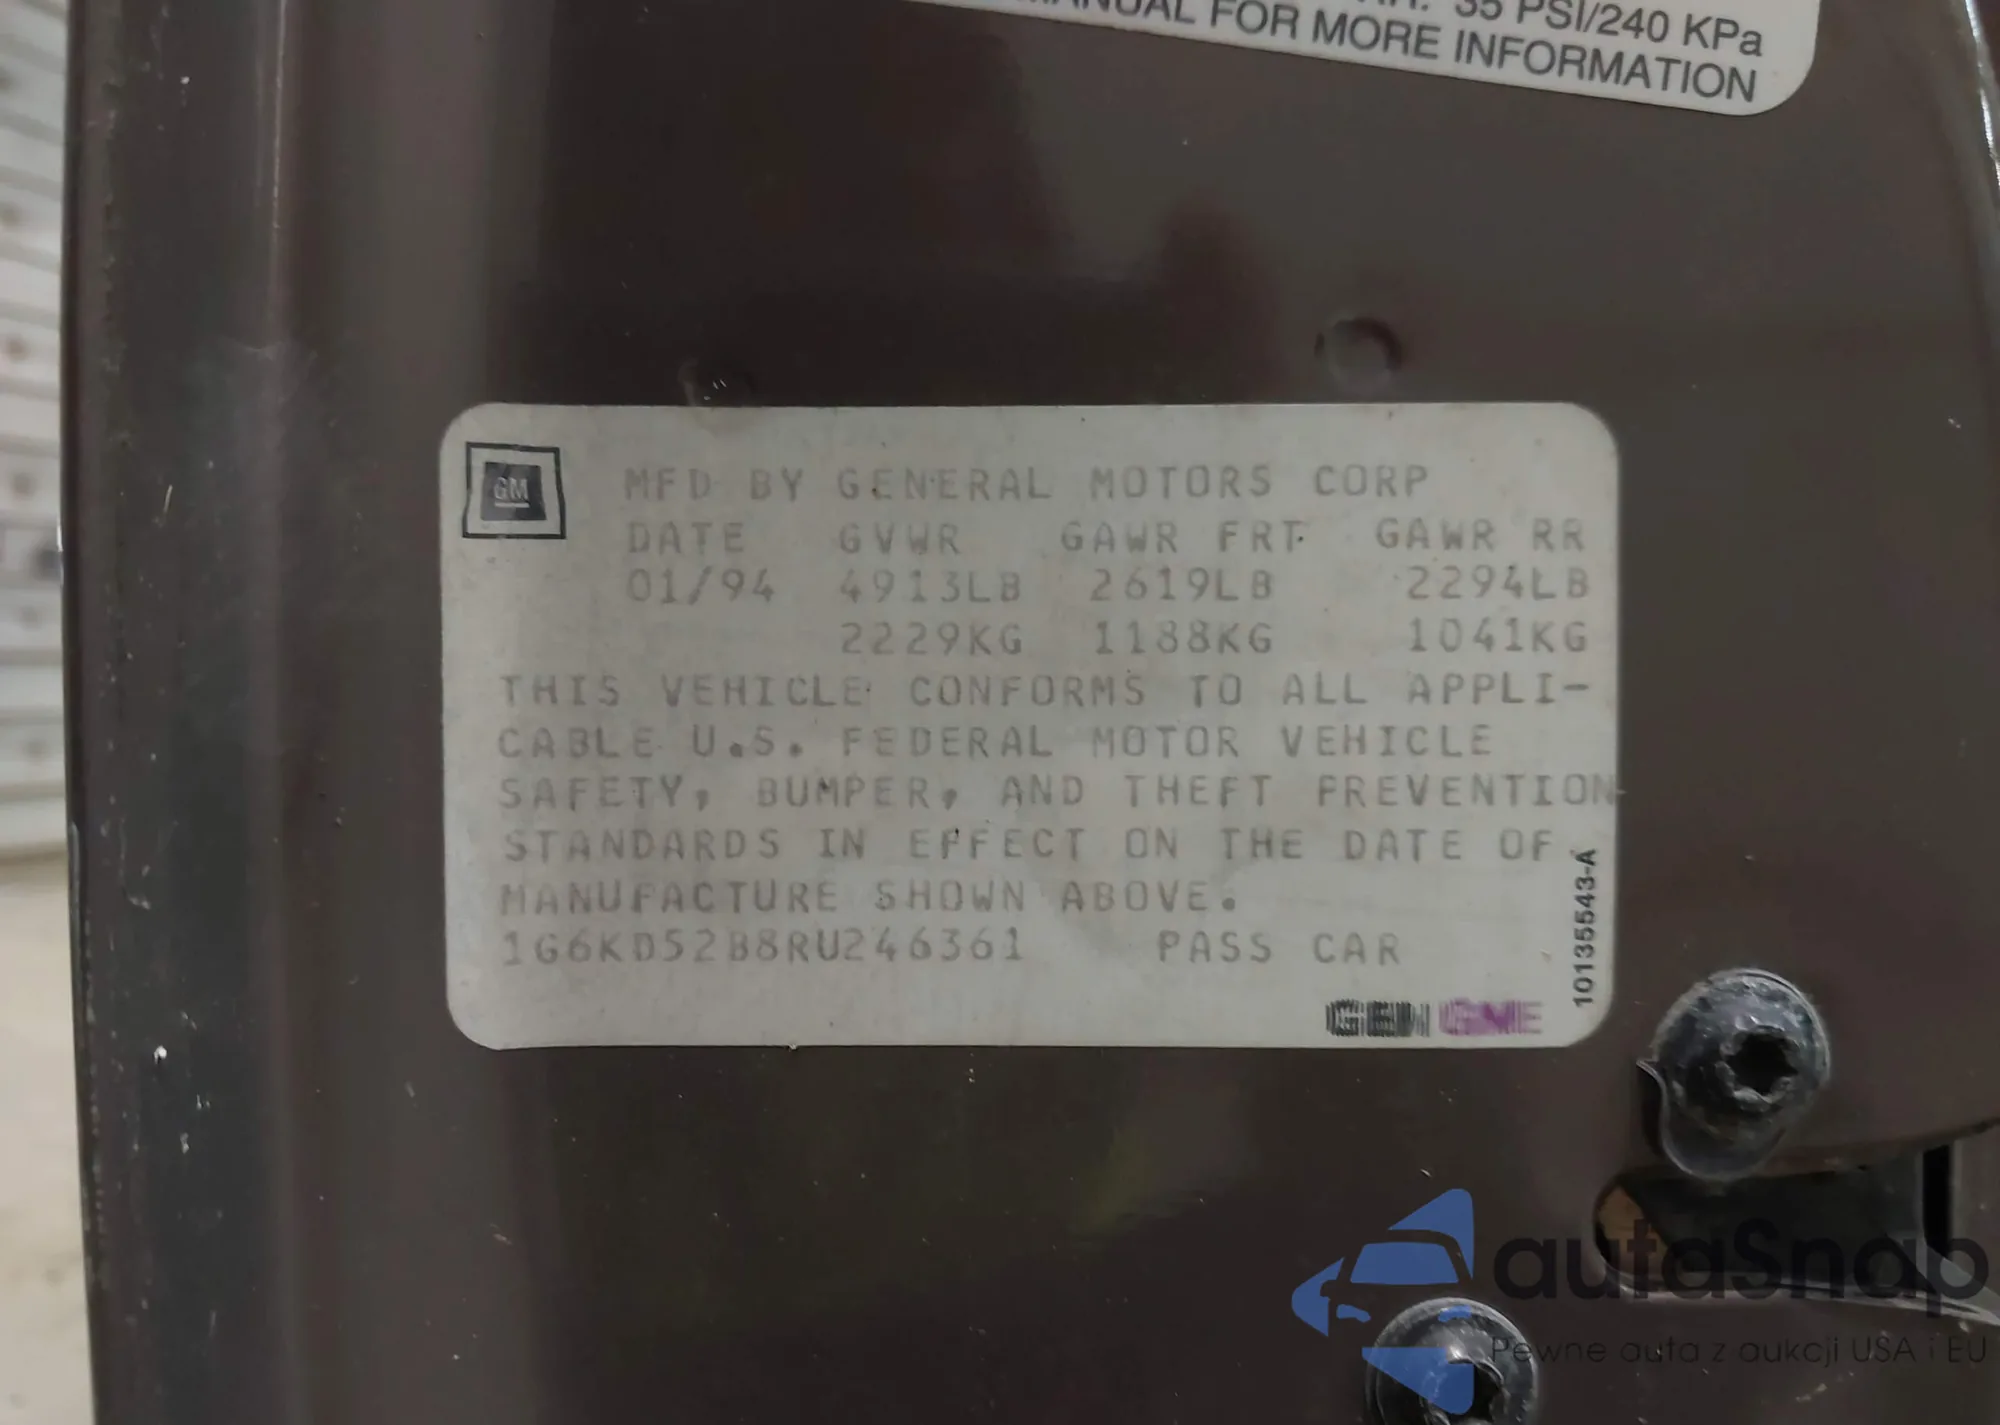 35 PSI/240 KPa
MANUAL FOR MORE INFORMATION
GM
MFD BY GENERAL MOTORS CORP
DATE GVWR GAWR FRT GAWR RR
01/94 4913LB 2619LB 2294LB
2229KG 1188KG 1041KG
THIS VEHICLE CONFORMS TO ALL APPLI-
CABLE U.S. FEDERAL MOTOR VEHICLE
SAFETY, BUMPER, AND THEFT PREVENTION
STANDARDS IN EFFECT ON THE DATE OF
MANUFACTURE SHOWN ABOVE.
1G6KD52B8RU246361 PASS CAR
10135543-A
autaSnap
Pewne auta z aukcji USA i EU